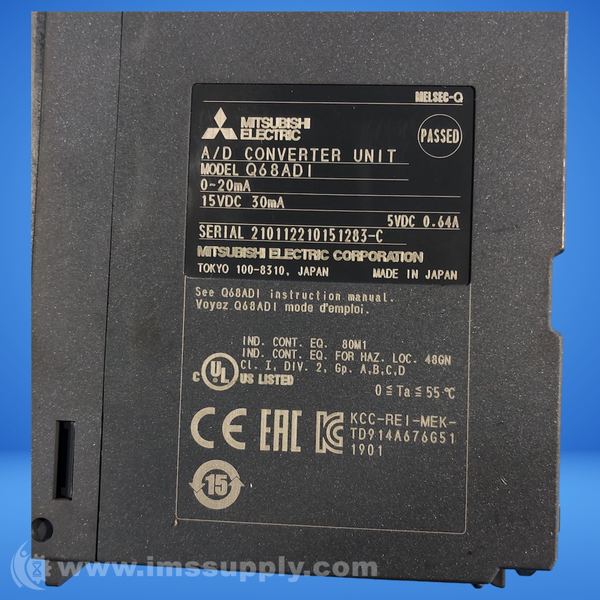 MELSEC-Q
MITSUBISHI
ELECTRIC
PASSED
A/D CONVERTER UNIT
MODEL Q68ADI
0~20mA
15VDC 30mA
5VDC 0.64A
SERIAL 210112210151283-C
MITSUBISHI ELECTRIC CORPORATION
TOKYO 100-8310, JAPAN MADE IN JAPAN
See Q68ADI instruction manual.
Voyez Q68ADI mode d'emploi.
IND. CONT. EQ. 80M1
IND. CONT. EQ. FOR HAZ. LOC. 48GN
Cl. I, DIV. 2, Gp. A,B,C,D
C UL US LISTED
0≦Ta≦55℃
CE EAC KC KCC-REI-MEK-
TD914A676G51
1901
15
www.imssupply.com